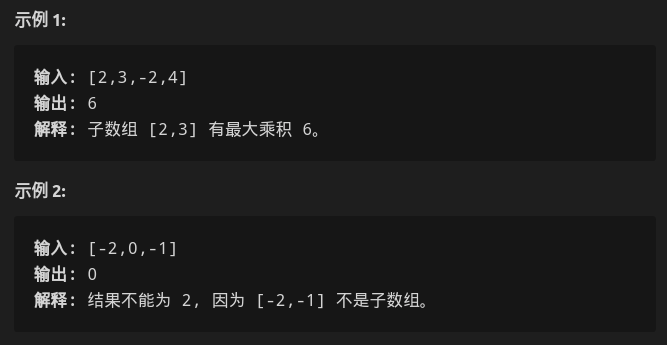 示例 1:
输入: [2,3,-2,4]
输出: 6
解释: 子数组 [2,3] 有最大乘积 6。
示例 2:
输入: [-2,0,-1]
输出: 0
解释: 结果不能为 2, 因为 [-2,-1] 不是子数组。